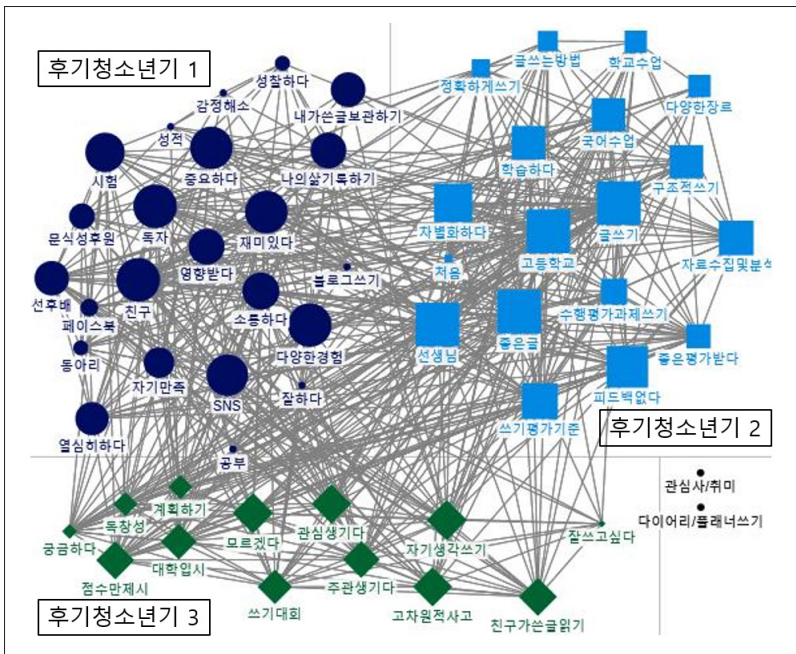 후기청소년기 1
성찰하다
감정해소
내가쓴글보관하기
성적
시험
중요하다
나의삶기록하기
문식성후원
독자
재미있다
영향받다
블로그쓰기
선후배
친구
소통하다
페이스북
다양한경험
동아리
자기만족
SNS
잘하다
열심히하다
공부
글쓰는방법
학교수업
정확하게쓰기
다양한장르
국어수업
학습하다
구조적쓰기
차별화하다
고등학교
글쓰기
자료수집및분석
처음
수행평가과제쓰기
선생님
좋은글
좋은평가받다
피드백없다
쓰기평가기준
후기청소년기 2
관심사/취미
다이어리/플래너쓰기
계획하기
독창성
궁금하다
모르겠다
관심생기다
자기생각쓰기
잘쓰고싶다
대학입시
점수만제시
주관생기다
쓰기대회
고차원적사고
친구가쓴글읽기
후기청소년기 3